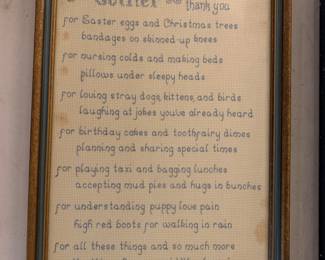 thank you
for Easter eggs and Christmas trees
bandages on skinned-up knees
for nursing colds and making beds
pillows under sleepy heads
for loving stray dogs, kittens, and birds
laughing at jokes you've already heard
for birthday cakes and toothfairy dimes
planning and sharing special times
for playing taxi and bagging lunches
accepting mud pies and hugs in bunches
for understanding puppy love pain
high red boots for walking in rain
for all these things and so much more